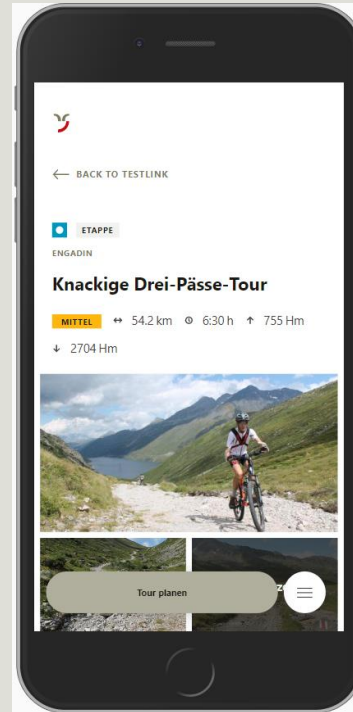 BACK TO TESTLINK
ETAPPE
ENGADIN
Knackige Drei-Pässe-Tour
MITTEL 54.2 km 6:30 h 755 Hm
2704 Hm
Tour planen